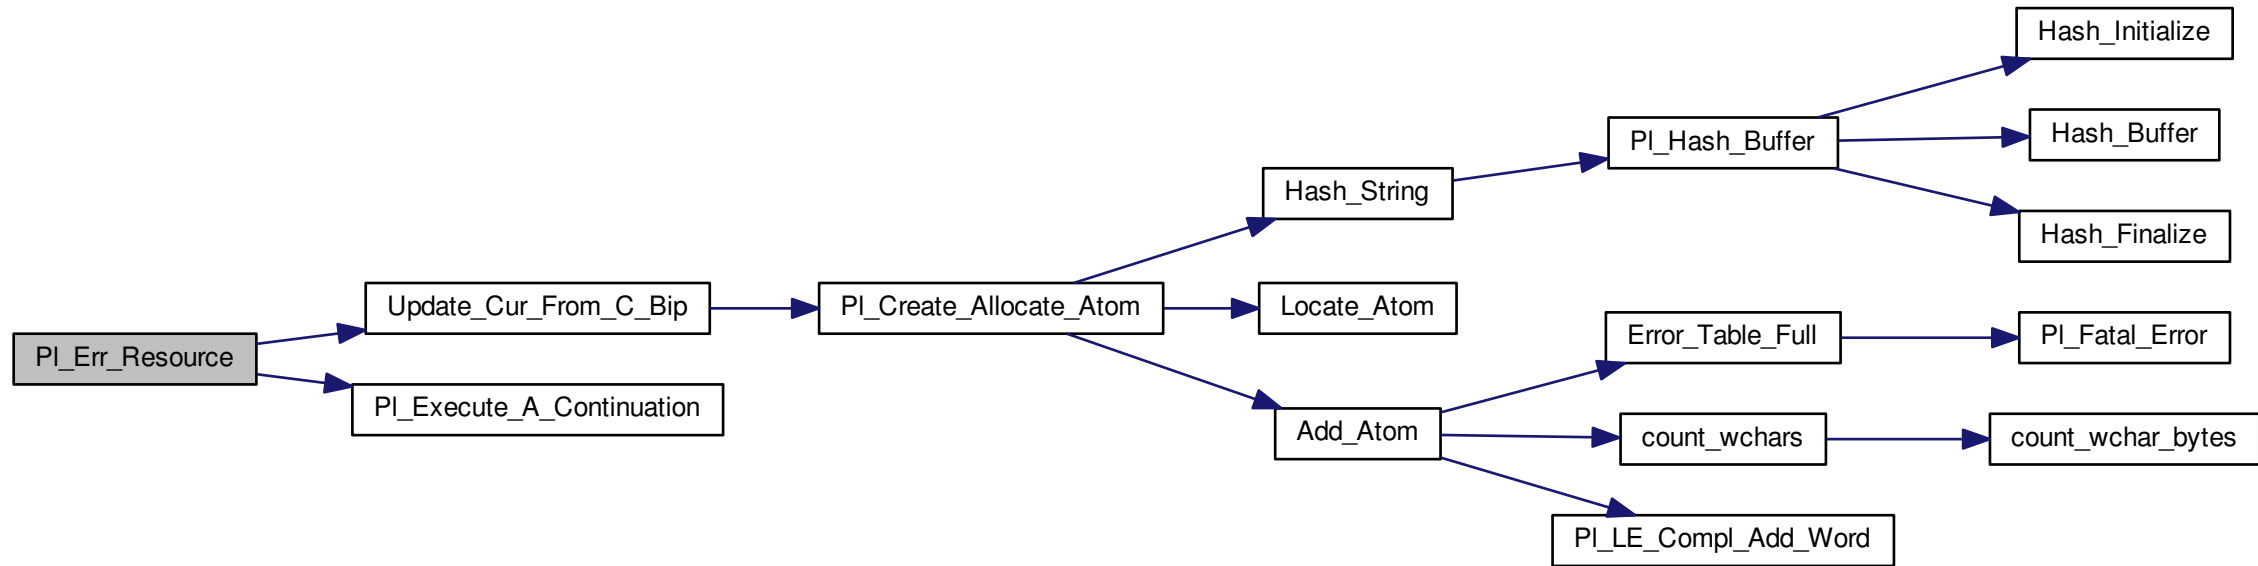 Pl_Err_Resource
Update_Cur_From_C_Bip
Pl_Execute_A_Continuation
Pl_Create_Allocate_Atom
Hash_String
Locate_Atom
Add_Atom
Pl_Hash_Buffer
Error_Table_Full
count_wchars
Pl_LE_Compl_Add_Word
Hash_Initialize
Hash_Buffer
Hash_Finalize
Pl_Fatal_Error
count_wchar_bytes